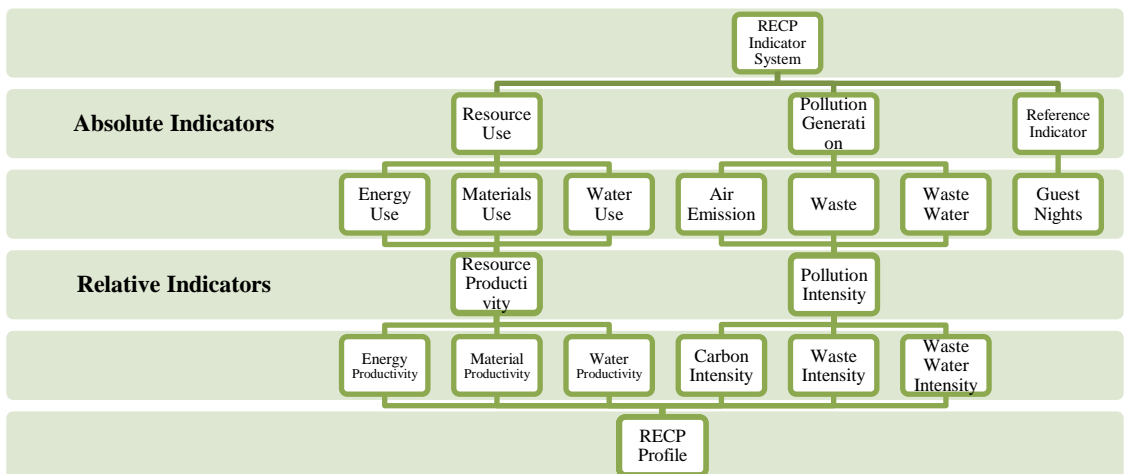 RECP
Indicator
System
Absolute Indicators
Resource
Use
Pollution
Generati
on
Reference
Indicator
Energy
Use
Materials
Use
Water
Use
Air
Emission
Waste
Waste
Water
Guest
Nights
Relative Indicators
Resource
Producti
vity
Pollution
Intensity
Energy
Productivity
Material
Productivity
Water
Productivity
Carbon
Intensity
Waste
Intensity
Waste
Water
Intensity
RECP
Profile